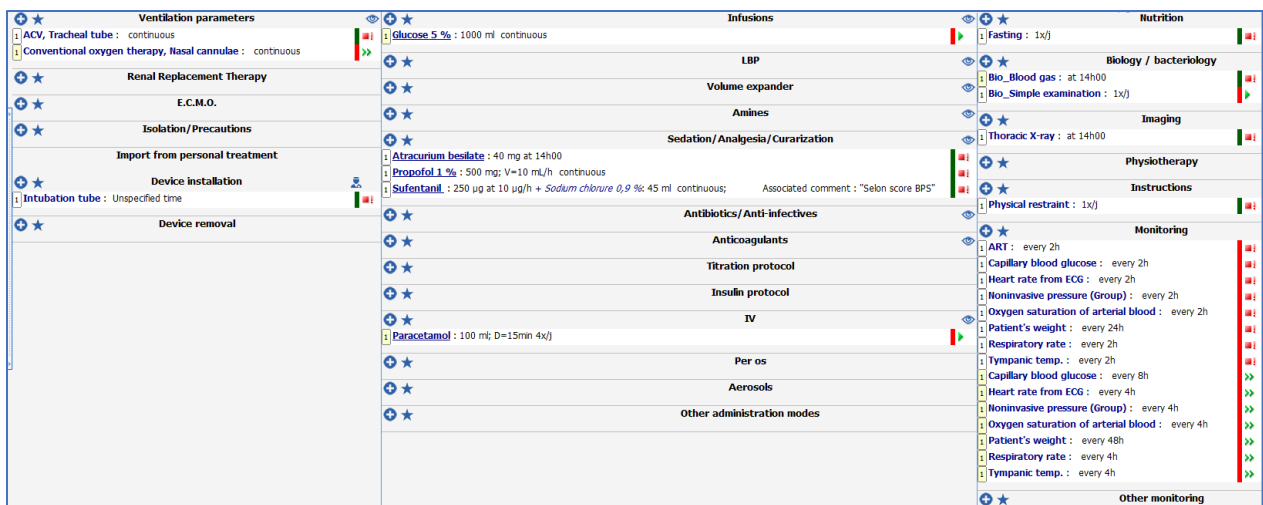 Ventilation parameters
1 ACV, Tracheal tube : continuous
1 Conventional oxygen therapy, Nasal cannulae : continuous
Renal Replacement Therapy
E.C.M.O.
Isolation/Precautions
Import from personal treatment
Device installation
1 Intubation tube : Unspecified time
Device removal
Infusions
1 Glucose 5 % : 1000 ml continuous
LBP
Volume expander
Amines
Sedation/Analgesia/Curarization
1 Atracurium besilate : 40 mg at 14h00
1 Propofol 1 % : 500 mg; V=10 mL/h continuous
1 Sufentanil : 250 µg at 10 µg/h + Sodium chlorure 0,9 %: 45 ml continuous; Associated comment : "Selon score BPS"
Antibiotics/Anti-infectives
Anticoagulants
Titration protocol
Insulin protocol
IV
1 Paracetamol : 100 ml; D=15min 4x/j
Per os
Aerosols
Other administration modes
Nutrition
1 Fasting : 1x/j
Biology / bacteriology
1 Bio_Blood gas : at 14h00
1 Bio_Simple examination : 1x/j
Imaging
1 Thoracic X-ray : at 14h00
Physiotherapy
Instructions
1 Physical restraint : 1x/j
Monitoring
1 ART : every 2h
1 Capillary blood glucose : every 2h
1 Heart rate from ECG : every 2h
1 Noninvasive pressure (Group) : every 2h
1 Oxygen saturation of arterial blood : every 2h
1 Patient's weight : every 24h
1 Respiratory rate : every 2h
1 Tympanic temp. : every 2h
1 Capillary blood glucose : every 8h
1 Heart rate from ECG : every 4h
1 Noninvasive pressure (Group) : every 4h
1 Oxygen saturation of arterial blood : every 4h
1 Patient's weight : every 48h
1 Respiratory rate : every 4h
1 Tympanic temp. : every 4h
Other monitoring